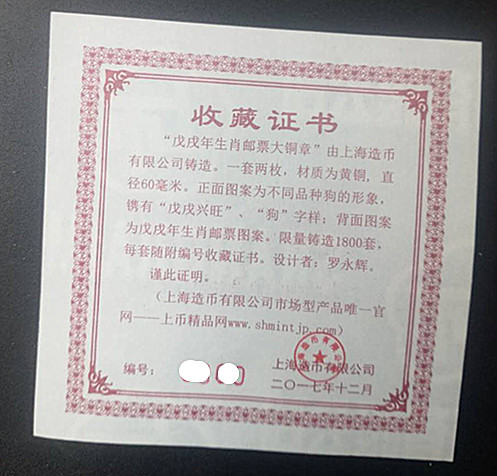 收藏证书
“戊戌年生肖邮票大铜章”由上海造币
有限公司铸造。一套两枚，材质为黄铜，直
径60毫米。正面图案为不同品种狗的形象，
镌有“戊戌兴旺”、“狗”字样；背面图案
为戊戌年生肖邮票图案。限量铸造1800套，
每套随附编号收藏证书。设计者：罗永辉。
谨此证明。
（上海造币有限公司市场型产品唯一官
网——上币精品网www.shmintjp.com）
编号：
上海造币有限公司
二〇一七年十二月